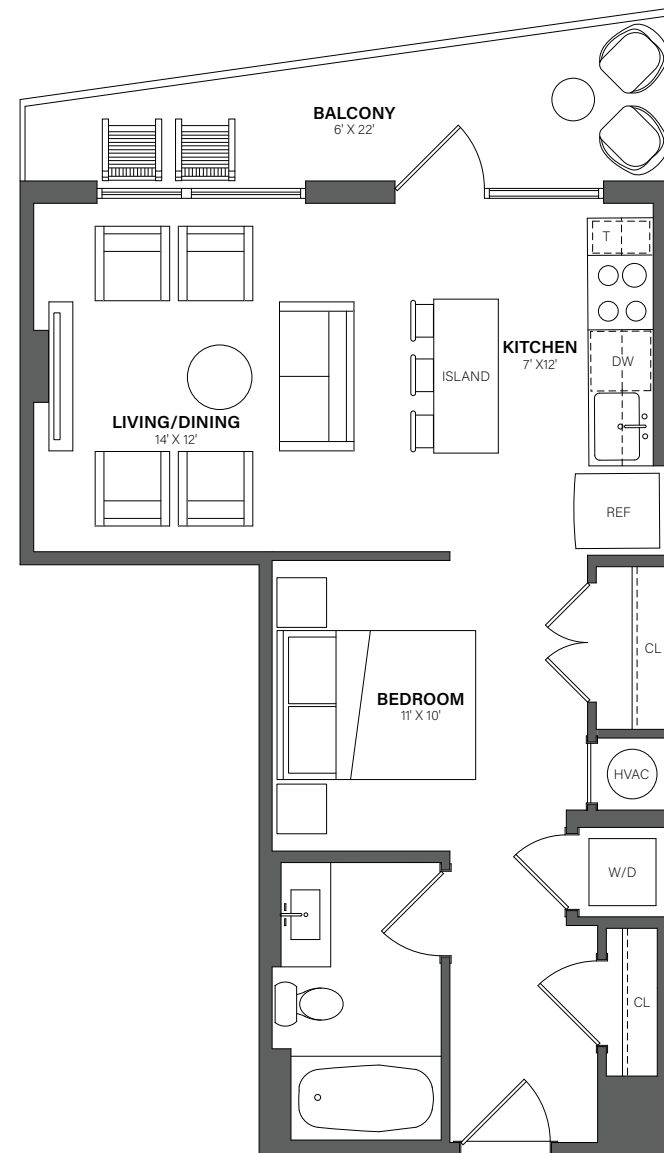 BALCONY
6' X 22'
T
KITCHEN
7' X12'
DW
ISLAND
LIVING/DINING
14' X 12'
REF
CL
BEDROOM
11' X 10'
HVAC
W/D
CL